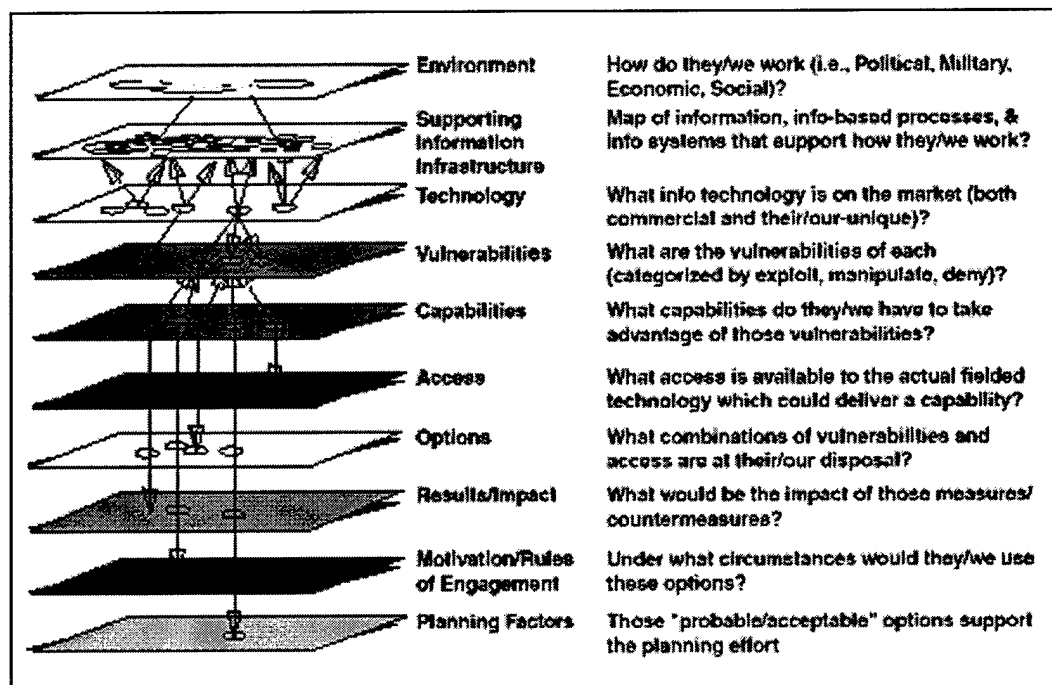 Environment
How do they/we work (i.e., Political, Military,
Economic, Social)?
Supporting
Information
Infrastructure
Map of information, info-based processes, &
info systems that support how they/we work?
Technology
What info technology is on the market (both
commercial and their/our-unique)?
Vulnerabilities
What are the vulnerabilities of each
(categorized by exploit, manipulate, deny)?
Capabilities
What capabilities do they/we have to take
advantage of those vulnerabilities?
Access
What access is available to the actual fielded
technology which could deliver a capability?
Options
What combinations of vulnerabilities and
access are at their/our disposal?
Results/Impact
What would be the impact of those measures/
countermeasures?
Motivation/Rules
of Engagement
Under what circumstances would they/we use
these options?
Planning Factors
Those "probable/acceptable" options support
the planning effort